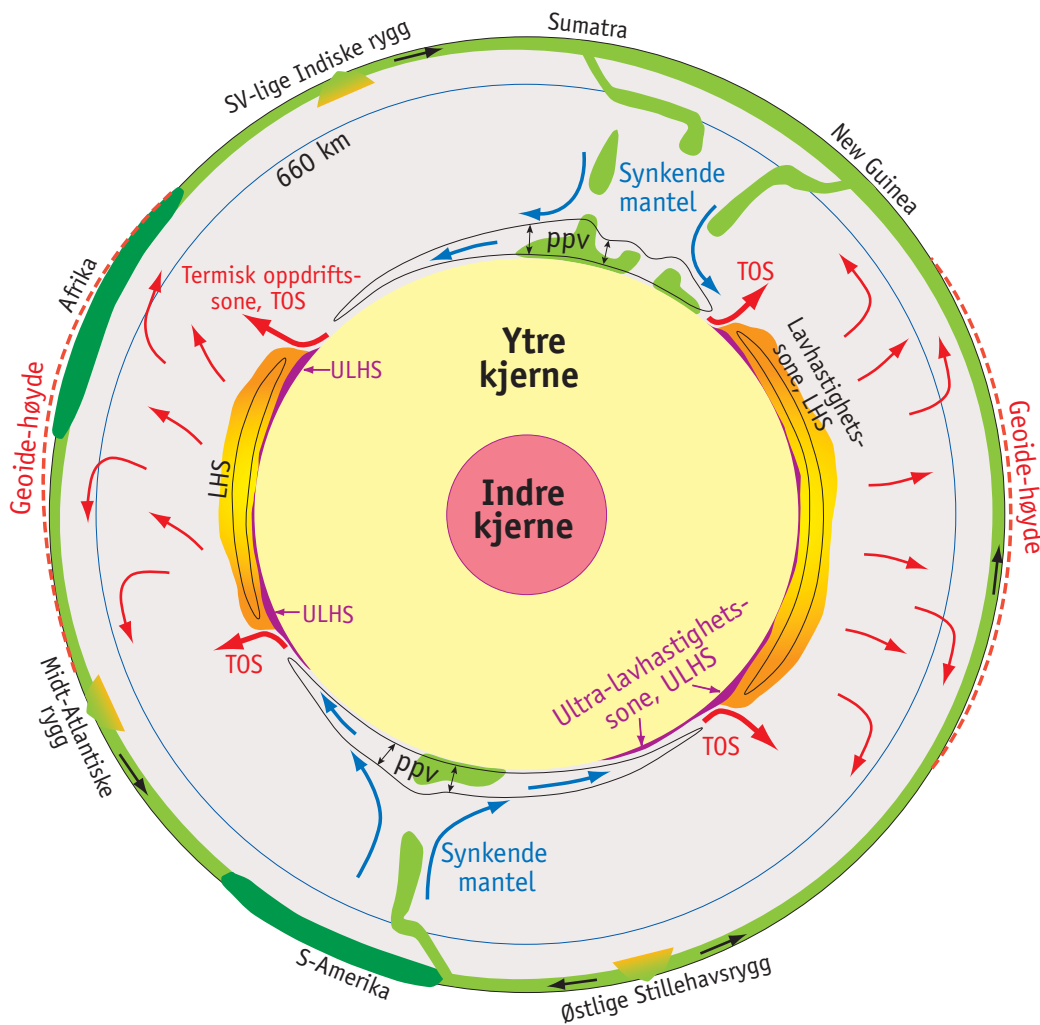 Sumatra
SV-lige Indiske rygg
660 km
New Guinea
Synkende
mantel
ppv
Afrika
Termisk oppdrifts-
sone, TOS
TOS
ULHS
Ytre
kjerne
Lavhastighets-
sone, LHS
Geoide-høyde
Geoide-høyde
LHS
Indre
kjerne
ULHS
TOS
Ultra-lavhastighets-
sone, ULHS
Midt-Atlantiske
rygg
TOS
ppv
Synkende
mantel
S-Amerika
Østlige Stillehavsrygg